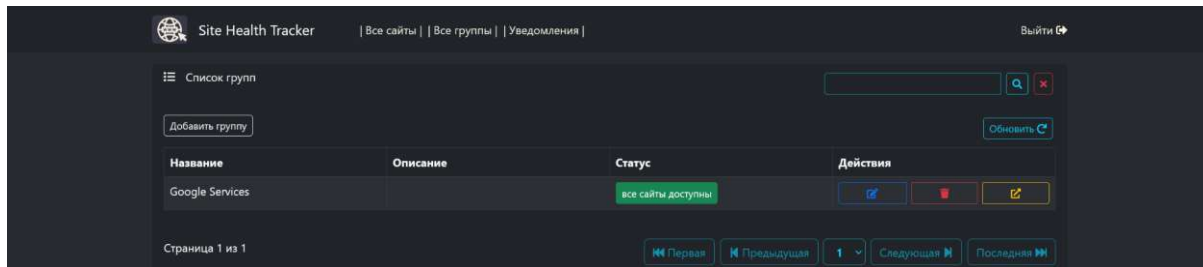 Site Health Tracker | Все сайты | | Все группы | | Уведомления | Выйти
Список групп
Добавить группу
Обновить
Название Описание Статус Действия
Google Services все сайты доступны
Страница 1 из 1 Первая Предыдущая 1 Следующая Последняя